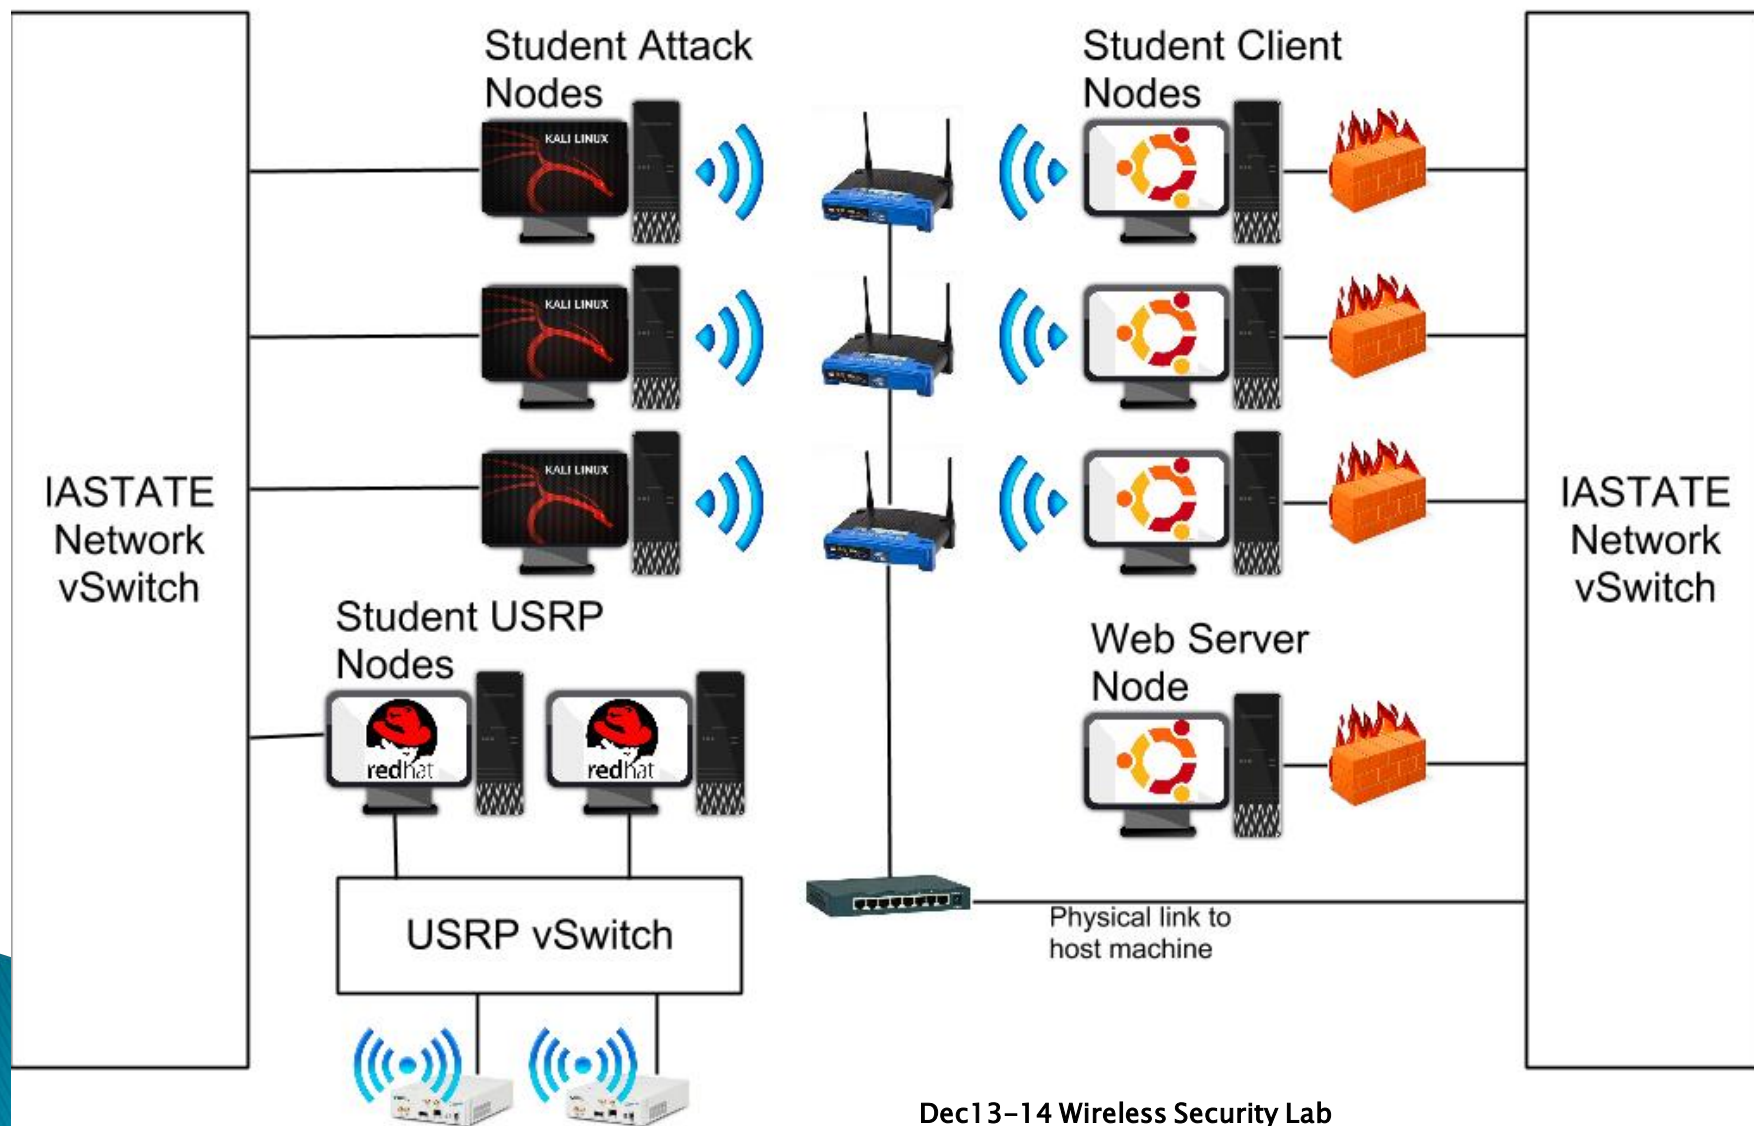 Student Attack
Nodes
Student Client
Nodes
KALI LINUX
KALI LINUX
KALI LINUX
IASTATE
Network
vSwitch
IASTATE
Network
vSwitch
Student USRP
Nodes
redhat
redhat
Web Server
Node
USRP vSwitch
Physical link to
host machine
Dec13-14 Wireless Security Lab